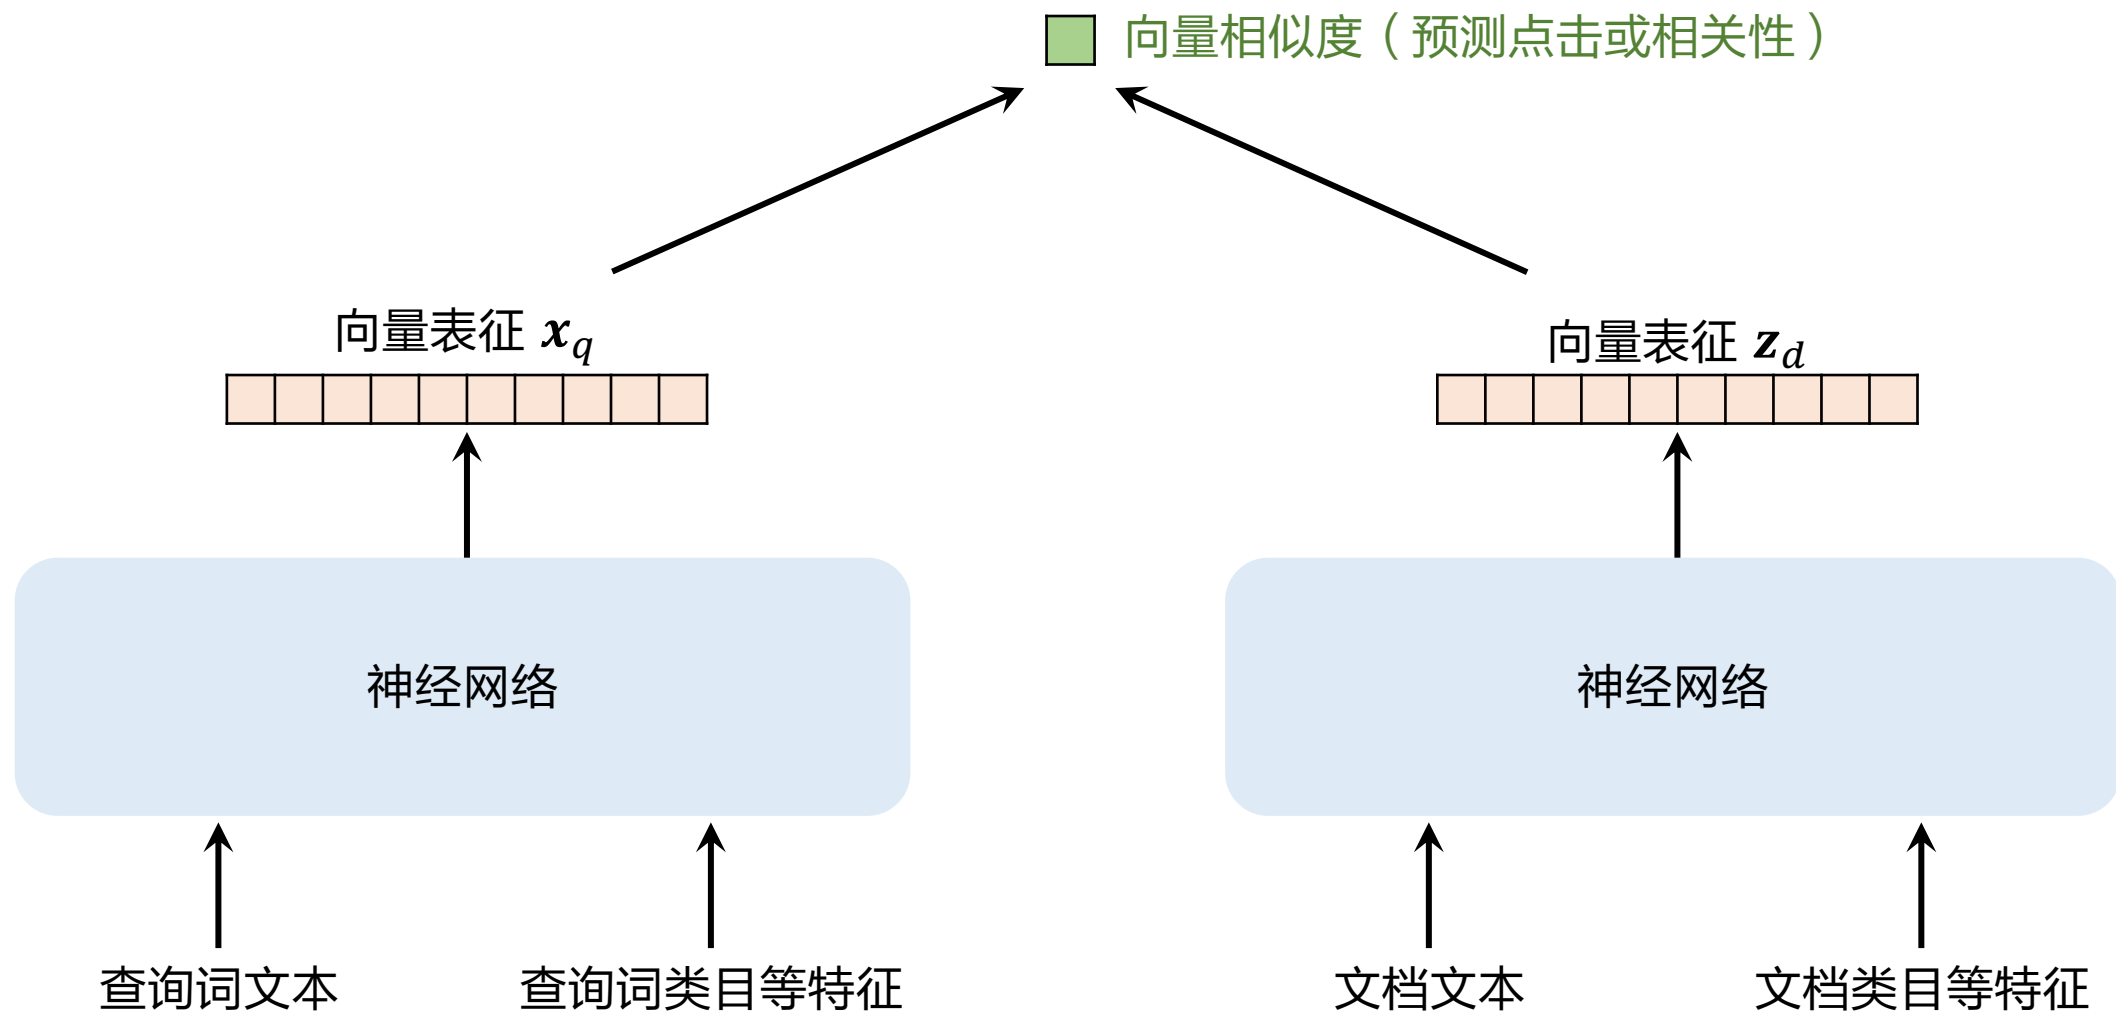 向量相似度（预测点击或相关性）
向量表征 x_q
向量表征 z_d
神经网络
神经网络
查询词文本
查询词类目等特征
文档文本
文档类目等特征